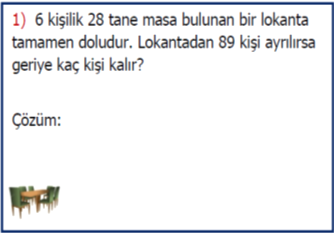 1) 6 kişilik 28 tane masa bulunan bir lokanta
tamamen doludur. Lokantadan 89 kişi ayrılırsa
geriye kaç kişi kalır?
Çözüm: